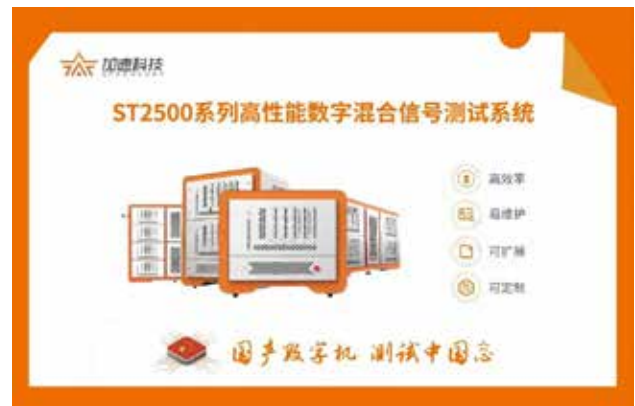 加速科技
ST2500系列高性能数字混合信号测试系统
高效率
易维护
可扩展
可定制
国产数字机 测试中国芯